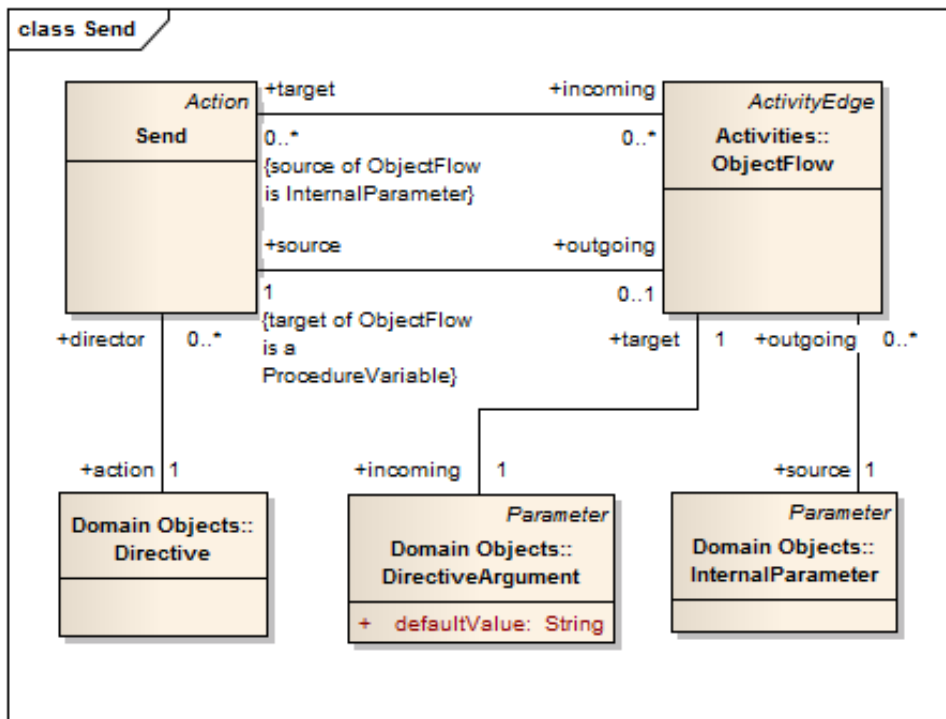 class Send
Action
Send
+target
+incoming
0..*
0..*
{source of ObjectFlow
is InternalParameter}
ActivityEdge
Activities::
ObjectFlow
+source
+outgoing
1
0..1
{target of ObjectFlow
is a
ProcedureVariable}
+director
0..*
+target
1
+outgoing
0..*
+action
1
+incoming
1
+source
1
Domain Objects::
Directive
Parameter
Domain Objects::
DirectiveArgument
+ defaultValue: String
Parameter
Domain Objects::
InternalParameter